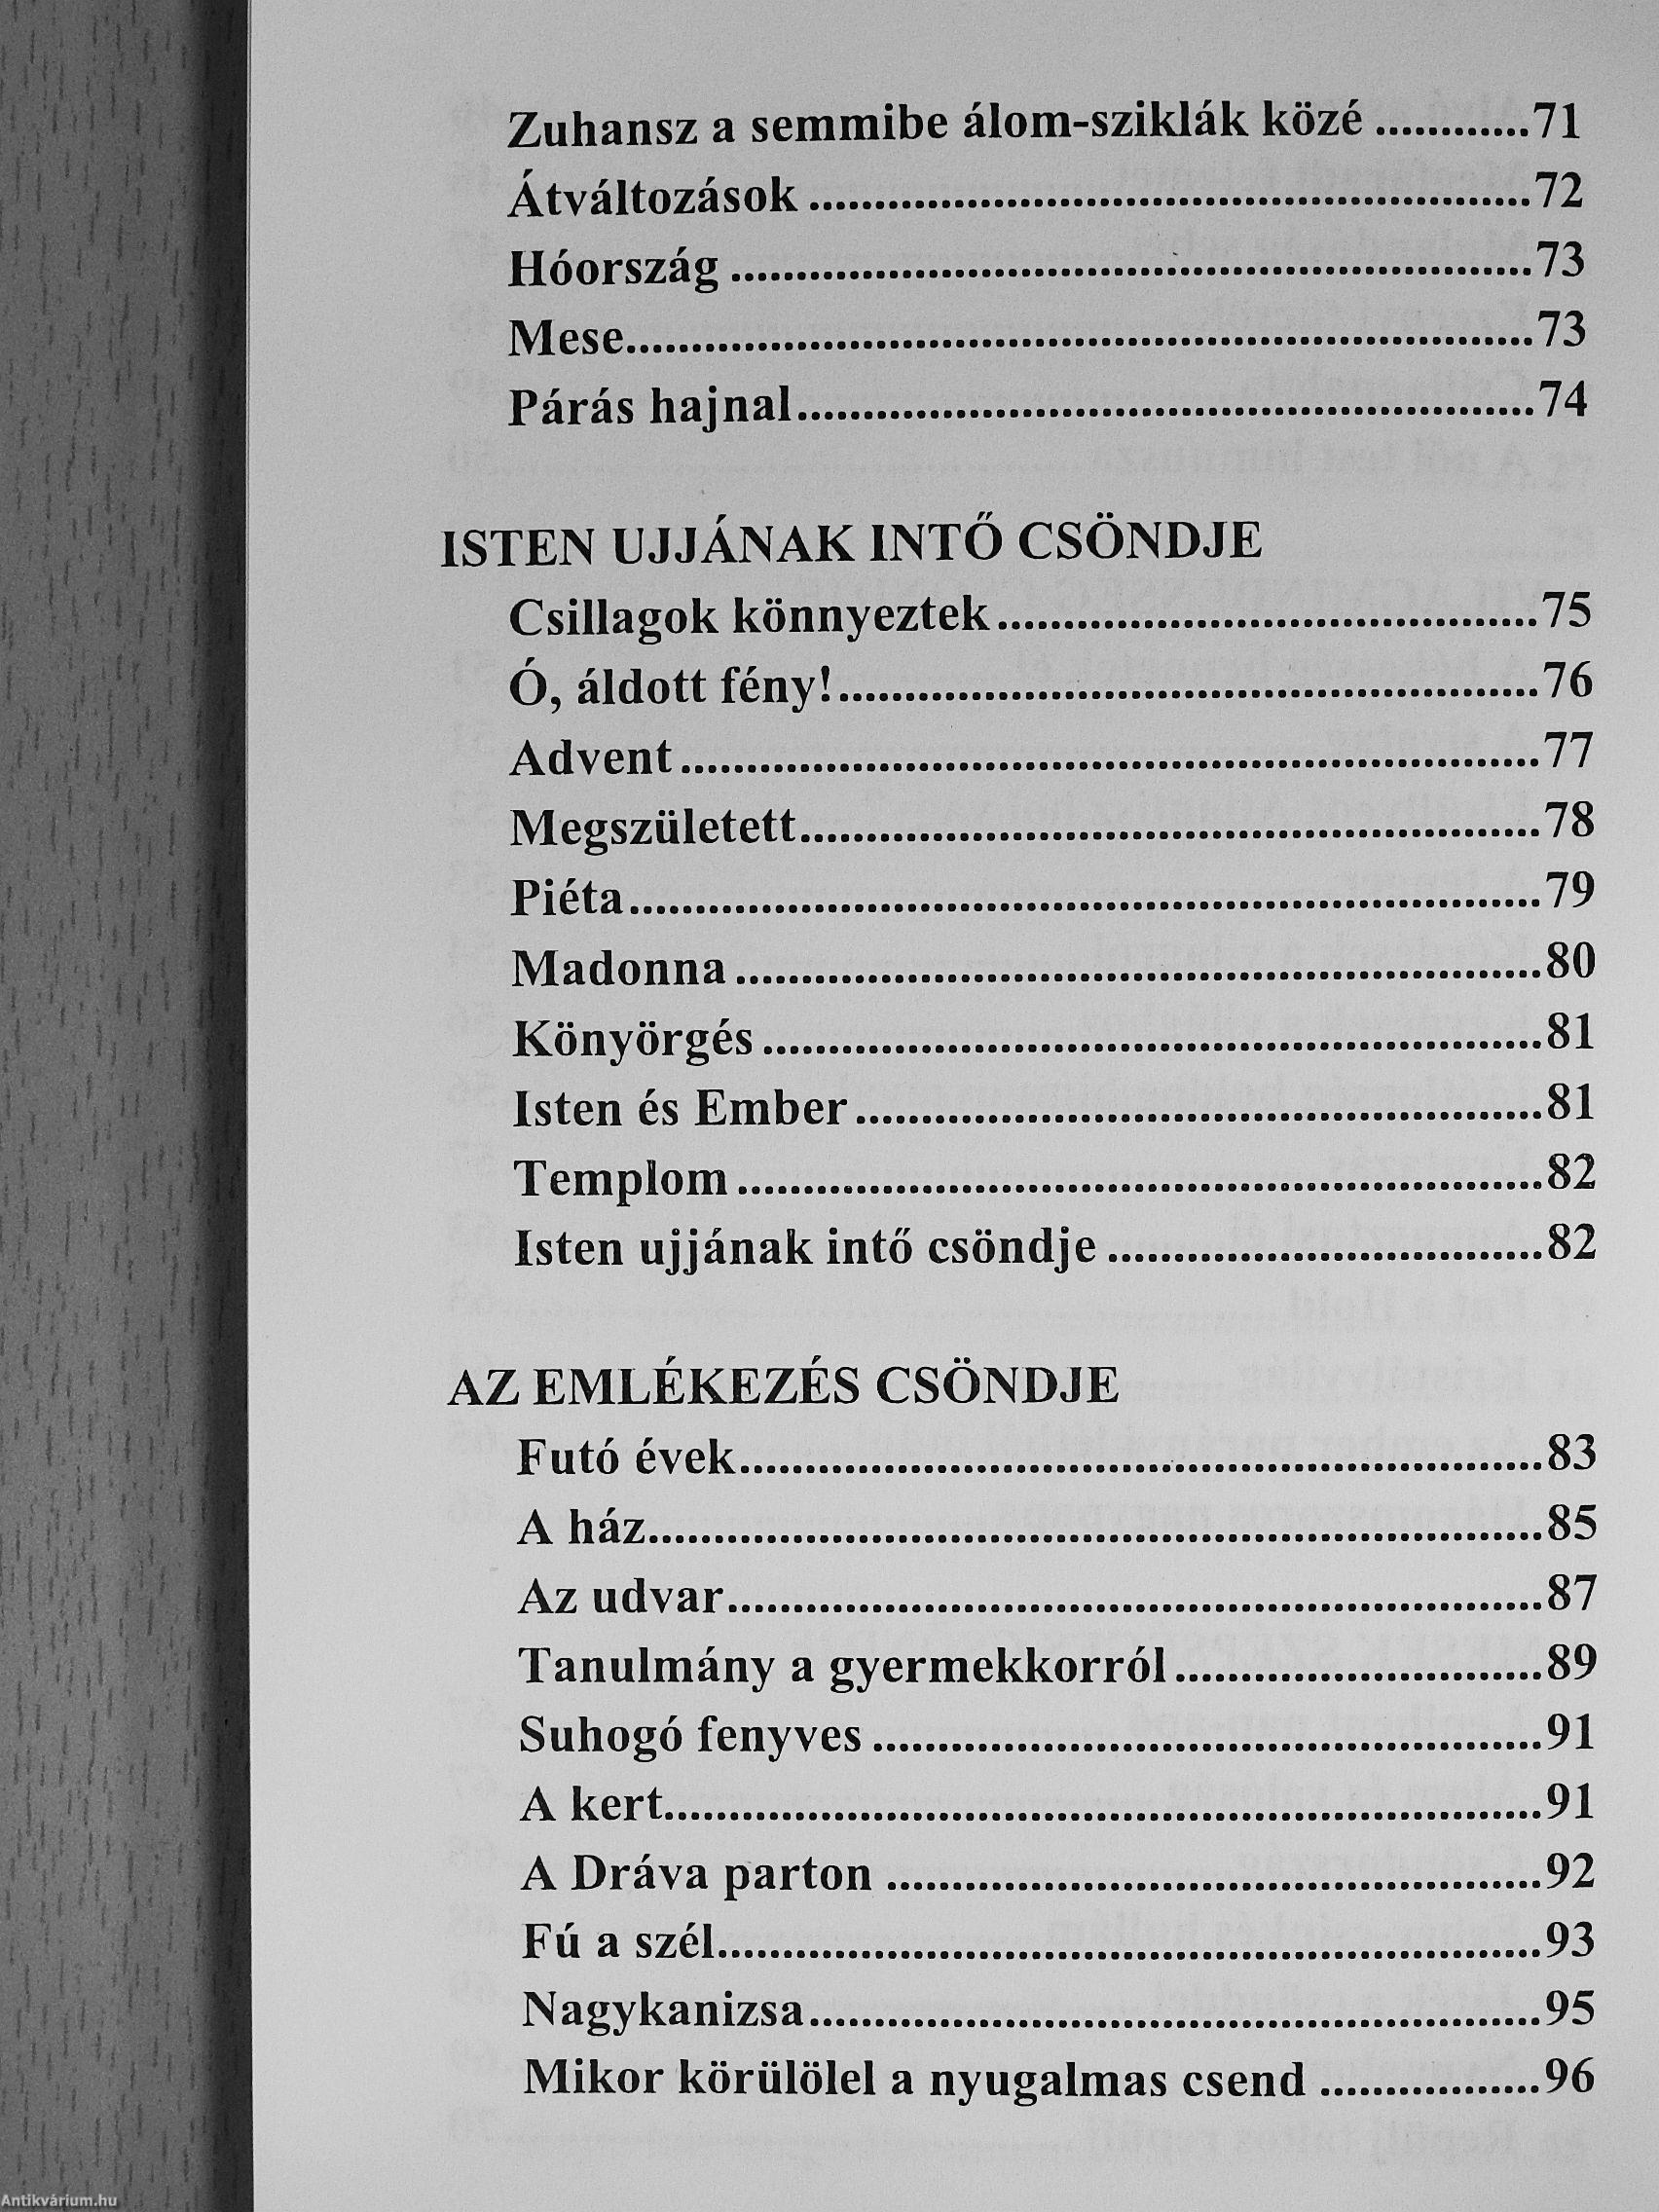 Zuhansz a semmibe álom-sziklák közé ............71
Átváltozások ........................................................72
Hóország ..............................................................73
Mese......................................................................73
Párás hajnal.........................................................74
ISTEN UJJÁNAK INTŐ CSÖNDJE
Csillagok könnyeztek..........................................75
Ó, áldott fény!......................................................76
Advent..................................................................77
Megszületett.........................................................78
Piéta......................................................................79
Madonna ..............................................................80
Könyörgés ............................................................81
Isten és Ember.....................................................81
Templom ..............................................................82
Isten ujjának intő csöndje ..................................82
AZ EMLÉKEZÉS CSÖNDJE
Futó évek..............................................................83
A ház.....................................................................85
Az udvar...............................................................87
Tanulmány a gyermekkorról............................89
Suhogó fenyves ....................................................91
A kert....................................................................91
A Dráva parton ...................................................92
Fú a szél................................................................93
Nagykanizsa.........................................................95
Mikor körülölel a nyugalmas csend .................96
Antikvárium.hu